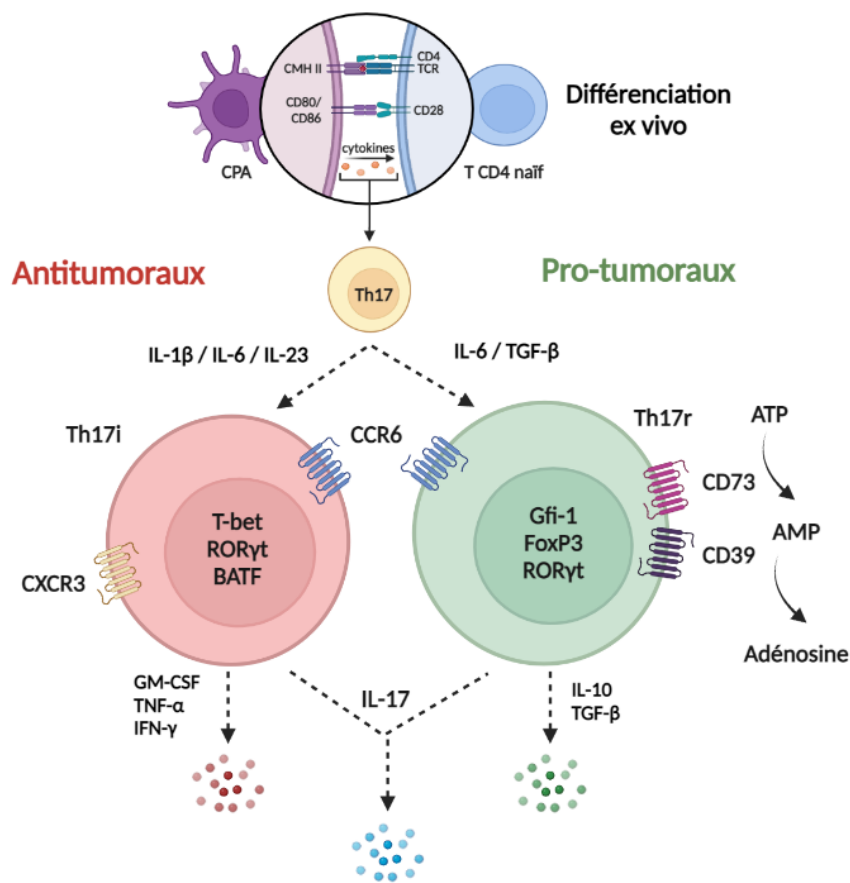 CMH II
CD4
TCR
CD80/
CD86
CD28
cytokines
CPA
T CD4 naïf
Différenciation
ex vivo
Antitumoraux
Pro-tumoraux
Th17
IL-1β / IL-6 / IL-23
IL-6 / TGF-β
Th17i
CCR6
Th17r
ATP
CD73
T-bet
RORγt
BATF
Gfi-1
FoxP3
RORγt
AMP
CD39
CXCR3
Adénosine
GM-CSF
TNF-α
IFN-γ
IL-17
IL-10
TGF-β